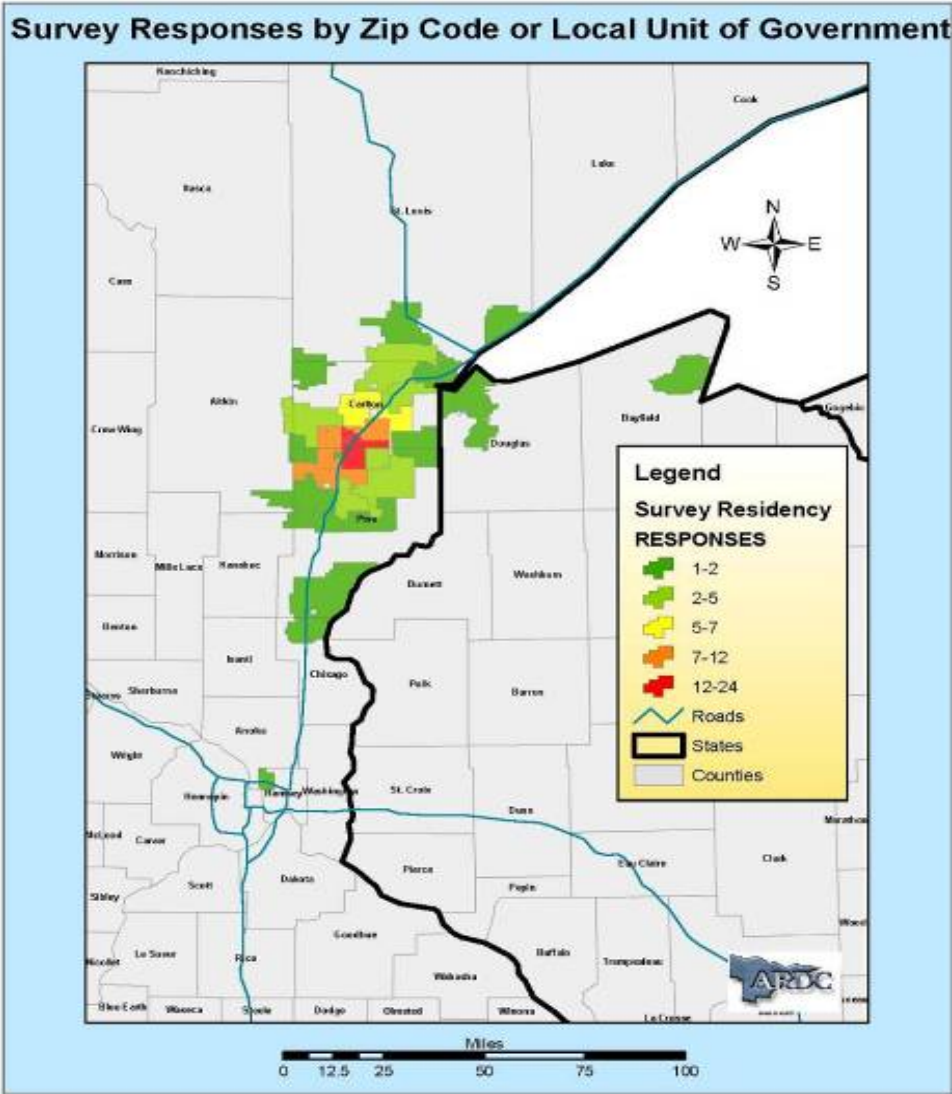 Survey Responses by Zip Code or Local Unit of Government
Koochiching
Cook
Lake
Itasca
St. Louis
N
W E
S
Cass
Aitkin
Carlton
Crow Wing
Bayfield
Gogebic
Douglas
Legend
Survey Residency
RESPONSES
1-2
2-5
5-7
7-12
12-24
Roads
States
Counties
Pine
Morrison
Mille Lacs
Kanabec
Burnett
Washburn
Benton
Isanti
Chisago
Polk
Barron
Sherburne
Anoka
Wright
Hennepin
Ramsey
Washington
St. Croix
Dunn
Marathon
McLeod
Carver
Clark
Eau Claire
Pierce
Scott
Dakota
Pepin
Sibley
Goodhue
Wood
Le Sueur
Rice
Buffalo
Trempealeau
Nicollet
Wabasha
ARDC
Blue Earth
Waseca
Steele
Dodge
Olmsted
Winona
La Crosse
Miles
0 12.5 25 50 75 100